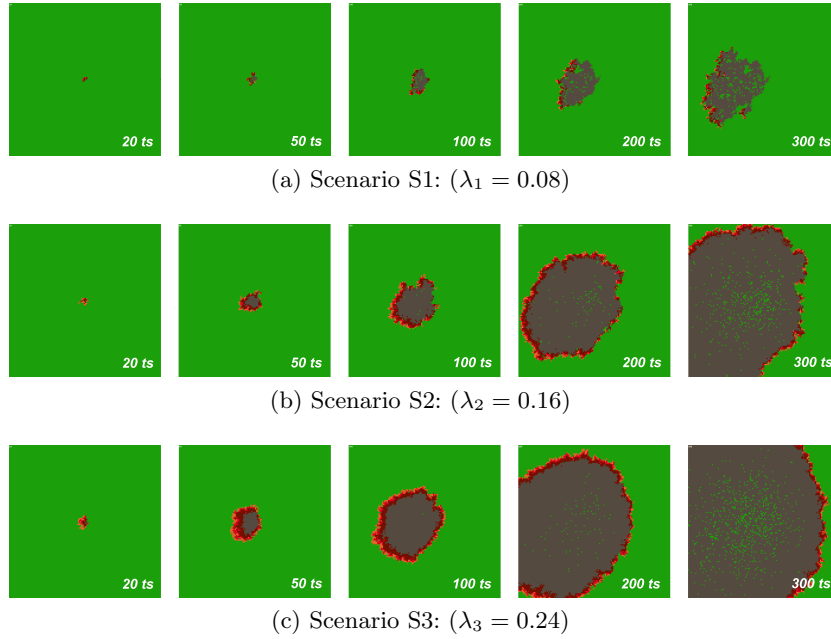 20 ts 50 ts 100 ts 200 ts 300 ts
(a) Scenario S1: (λ₁ = 0.08)
20 ts 50 ts 100 ts 200 ts 300 ts
(b) Scenario S2: (λ₂ = 0.16)
20 ts 50 ts 100 ts 200 ts 300 ts
(c) Scenario S3: (λ₃ = 0.24)